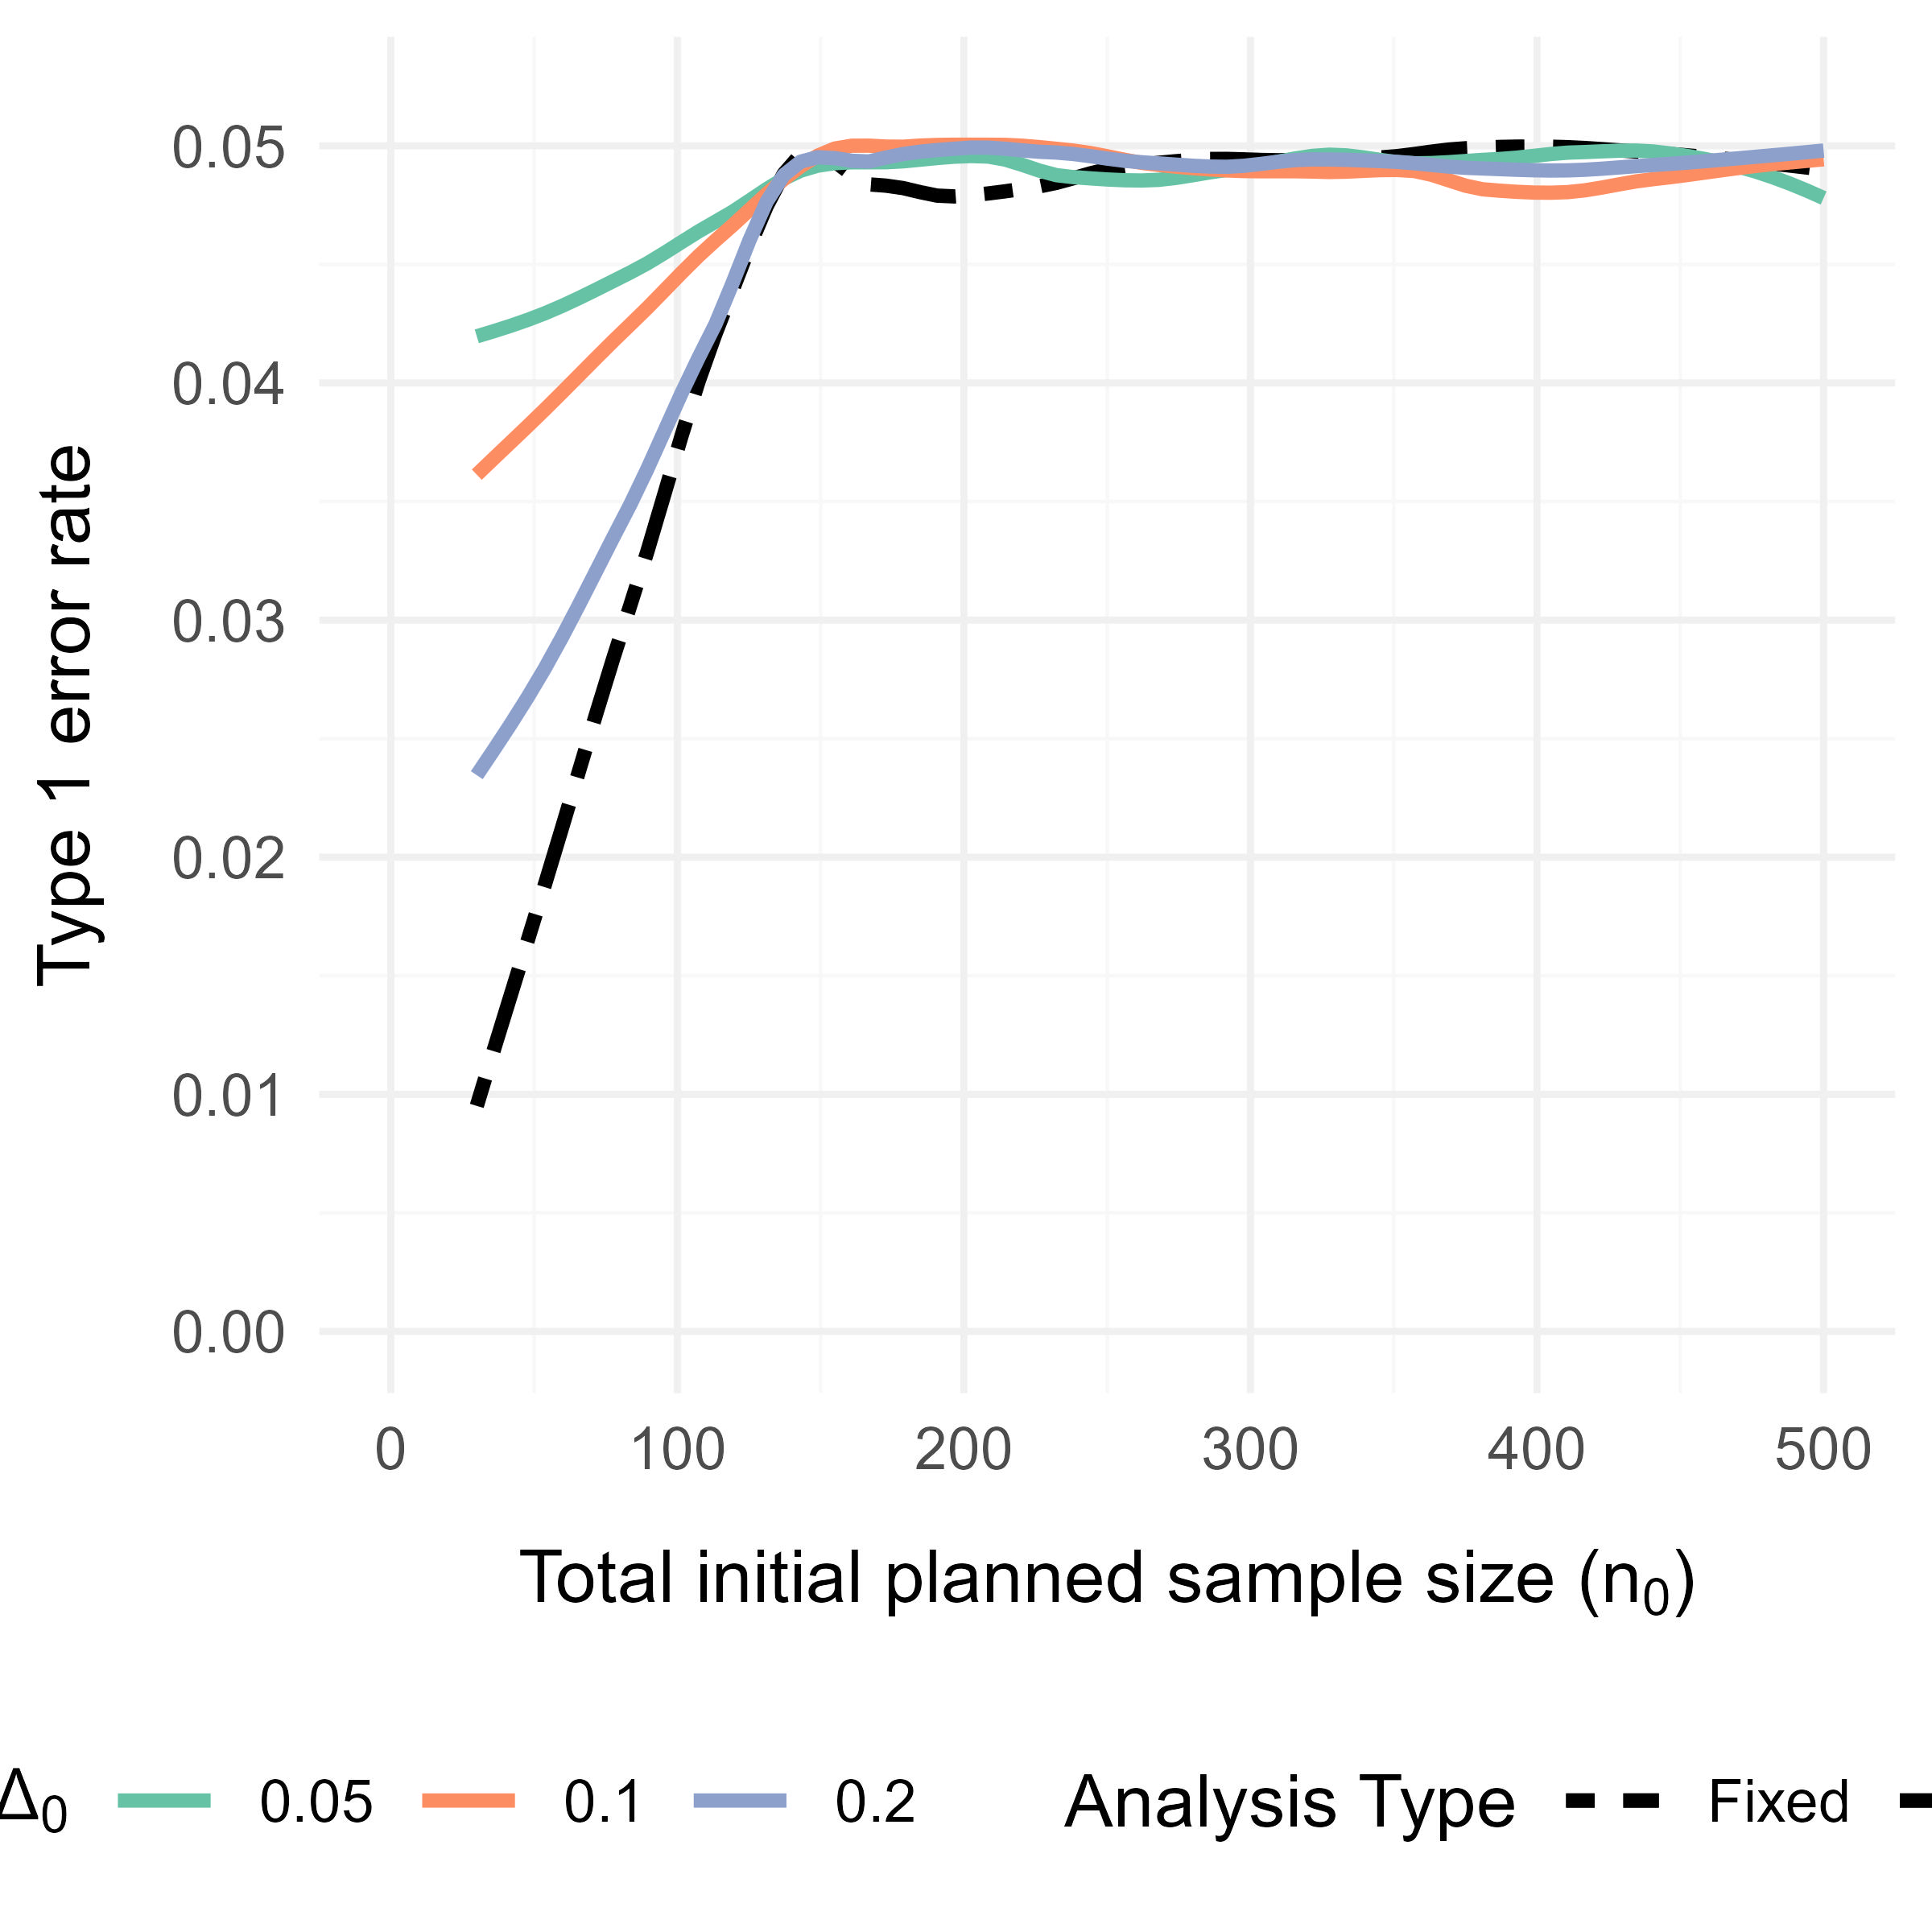 Type 1 error rate
0.05
0.04
0.03
0.02
0.01
0.00
0 100 200 300 400 500
Total initial planned sample size (n₀)
Δ₀ 0.05 0.1 0.2 Analysis Type Fixed